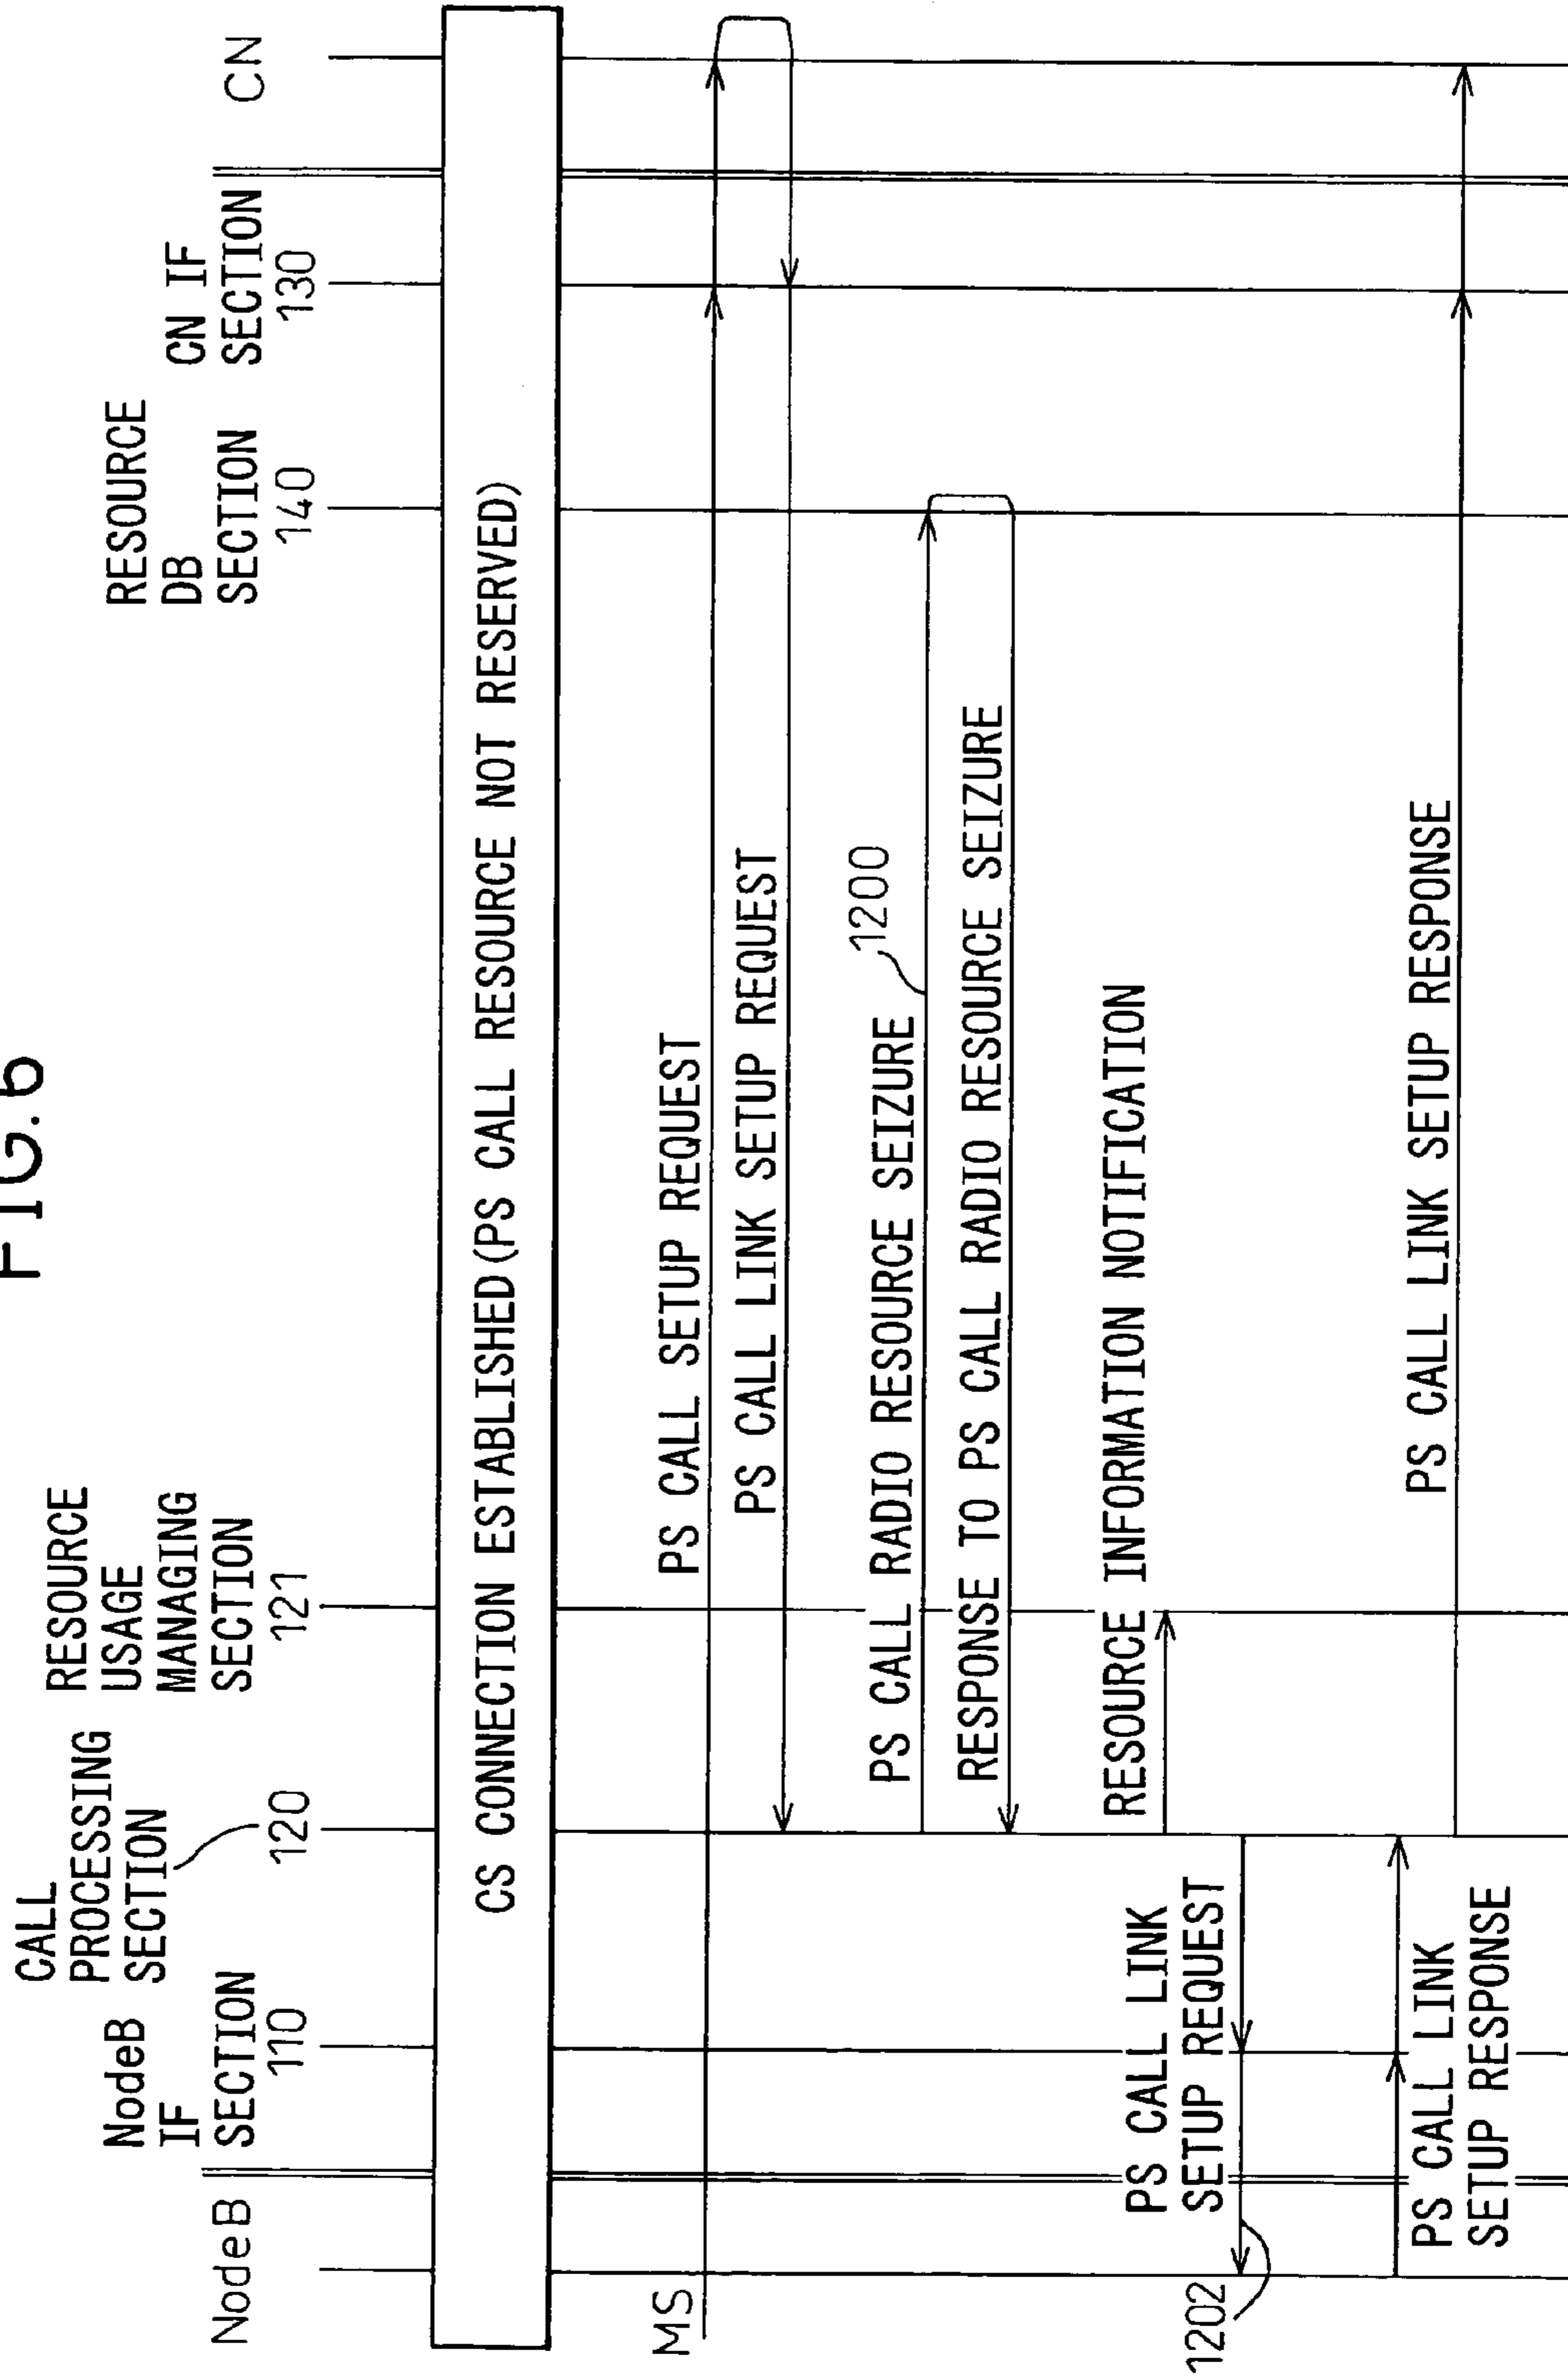 FIG.6
NodeB
NodeB
IF
SECTION
110
CALL
PROCESSING
SECTION
120
RESOURCE
USAGE
MANAGING
SECTION
121
RESOURCE
DB
SECTION
140
CN IF
SECTION
130
CN
CS CONNECTION ESTABLISHED(PS CALL RESOURCE NOT RESERVED)
MS
PS CALL SETUP REQUEST
PS CALL LINK SETUP REQUEST
PS CALL RADIO RESOURCE SEIZURE
1200
RESPONSE TO PS CALL RADIO RESOURCE SEIZURE
RESOURCE INFORMATION NOTIFICATION
PS CALL LINK
SETUP REQUEST
1202
PS CALL LINK
SETUP RESPONSE
PS CALL LINK SETUP RESPONSE